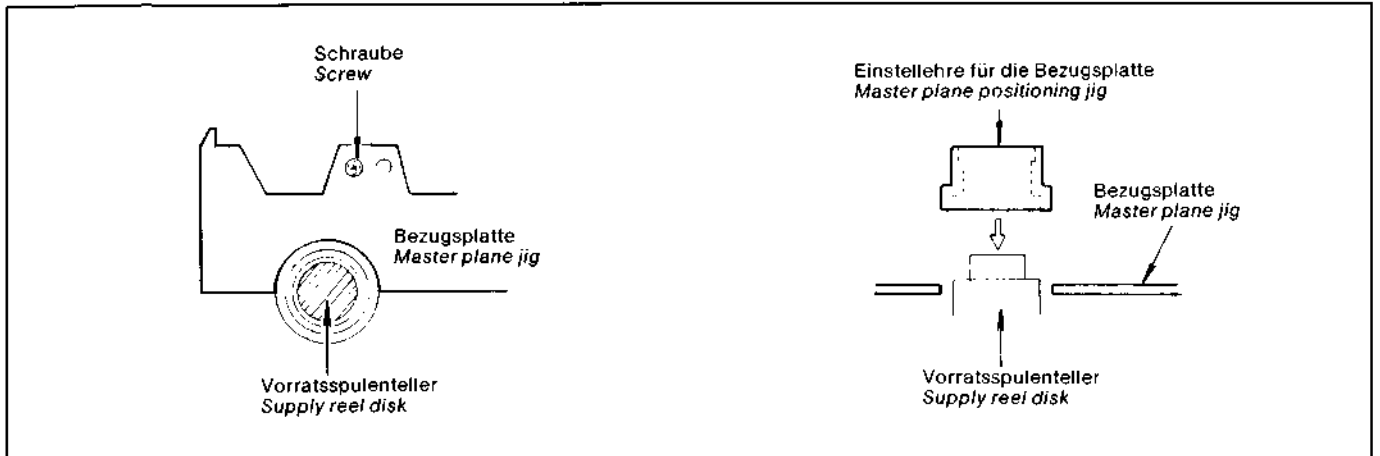 Schraube
Screw
Bezugsplatte
Master plane jig
Vorratsspulenteller
Supply reel disk
Einstellehre für die Bezugsplatte
Master plane positioning jig
Bezugsplatte
Master plane jig
Vorratsspulenteller
Supply reel disk